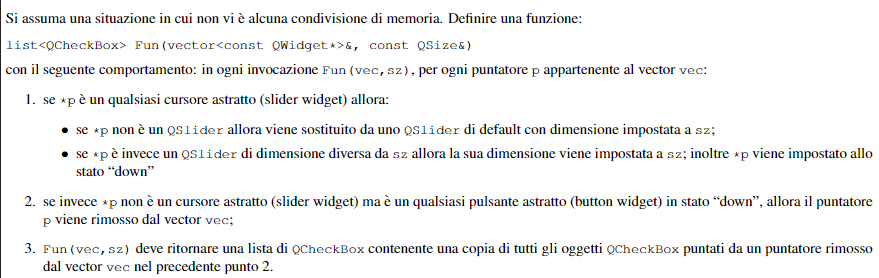 Si assuma una situazione in cui non vi è alcuna condivisione di memoria. Definire una funzione:
list<QCheckBox> Fun(vector<const QWidget*>&, const QSize&)
con il seguente comportamento: in ogni invocazione Fun(vec,sz), per ogni puntatore p appartenente al vector vec:
1. se *p è un qualsiasi cursore astratto (slider widget) allora:
• se *p non è un QSlider allora viene sostituito da uno QSlider di default con dimensione impostata a sz;
• se *p è invece un QSlider di dimensione diversa da sz allora la sua dimensione viene impostata a sz; inoltre *p viene impostato allo
stato “down”
2. se invece *p non è un cursore astratto (slider widget) ma è un qualsiasi pulsante astratto (button widget) in stato “down”, allora il puntatore
p viene rimosso dal vector vec;
3. Fun(vec,sz) deve ritornare una lista di QCheckBox contenente una copia di tutti gli oggetti QCheckBox puntati da un puntatore rimosso
dal vector vec nel precedente punto 2.